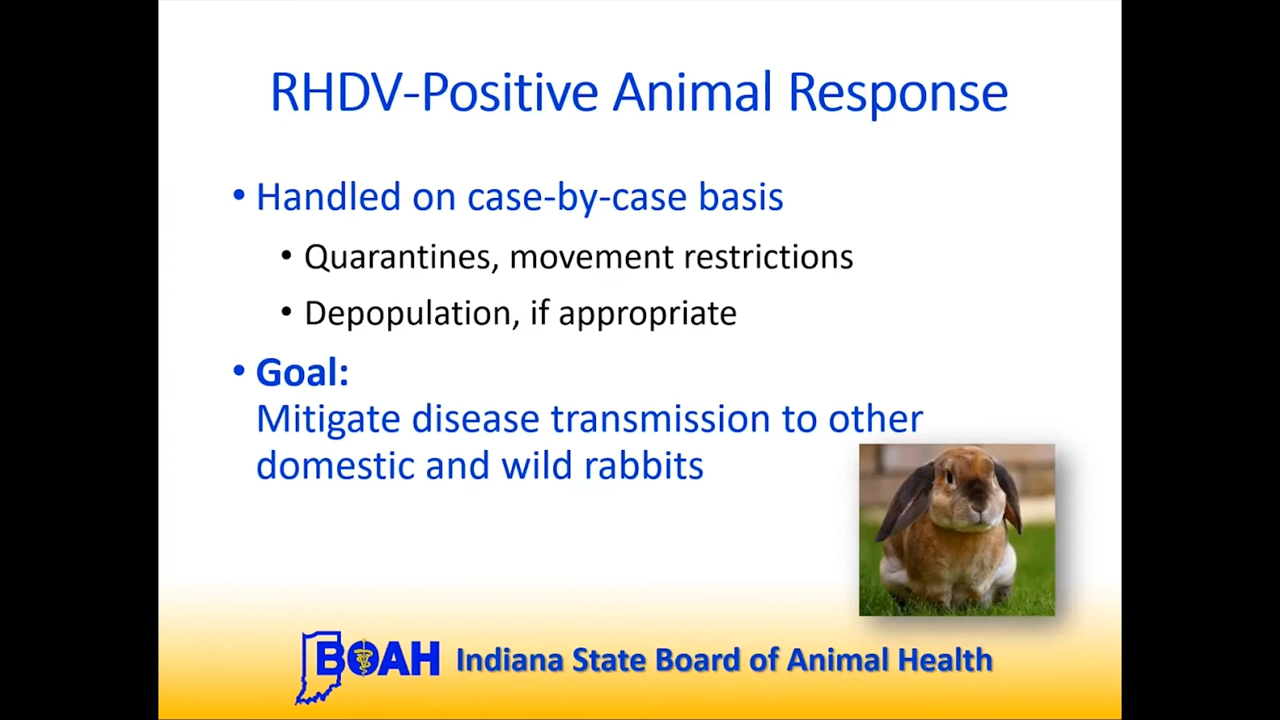 RHDV-Positive Animal Response
• Handled on case-by-case basis
• Quarantines, movement restrictions
• Depopulation, if appropriate
• Goal:
Mitigate disease transmission to other
domestic and wild rabbits
BOAH Indiana State Board of Animal Health